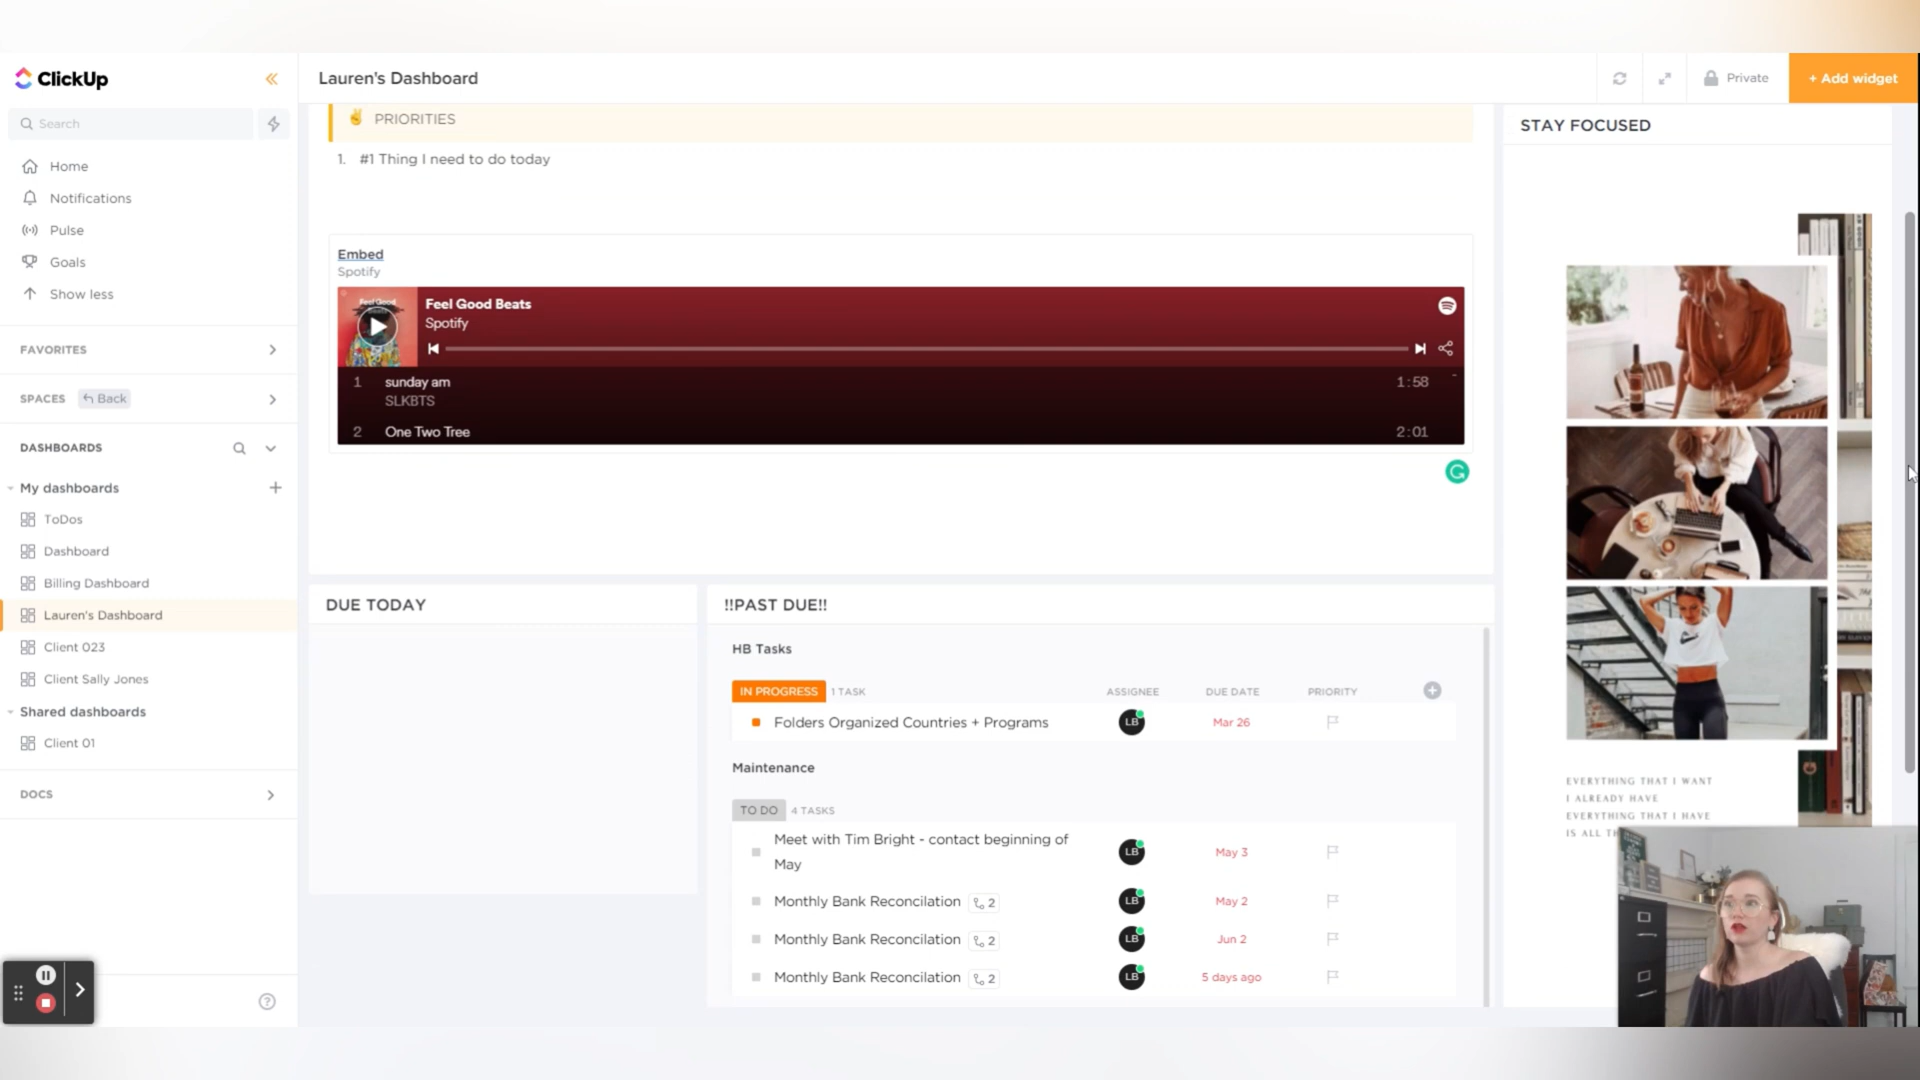 ClickUp
Search
Home
Notifications
Pulse
Goals
Show less
FAVORITES
SPACES Back
DASHBOARDS
My dashboards
ToDos
Dashboard
Billing Dashboard
Lauren's Dashboard
Client 023
Client Sally Jones
Shared dashboards
Client 01
DOCS
Lauren's Dashboard
Private
+ Add widget
✌ PRIORITIES
1. #1 Thing I need to do today
Embed
Spotify
Feel Good
Feel Good Beats
Spotify
1 sunday am 1:58
SLKBTS
2 One Two Tree 2:01
DUE TODAY
!!PAST DUE!!
HB Tasks
IN PROGRESS 1 TASK ASSIGNEE DUE DATE PRIORITY
Folders Organized Countries + Programs LB Mar 26
Maintenance
TO DO 4 TASKS
Meet with Tim Bright - contact beginning of
May LB May 3
Monthly Bank Reconcilation 2 LB May 2
Monthly Bank Reconcilation 2 LB Jun 2
Monthly Bank Reconcilation 2 LB 5 days ago
STAY FOCUSED
EVERYTHING THAT I WANT
I ALREADY HAVE
EVERYTHING THAT I HAVE
IS ALL